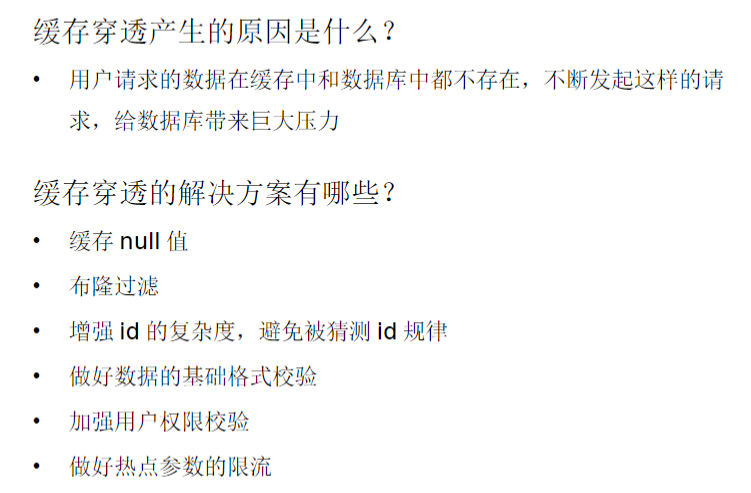 缓存穿透产生的原因是什么？
• 用户请求的数据在缓存中和数据库中都不存在，不断发起这样的请
求，给数据库带来巨大压力
缓存穿透的解决方案有哪些？
• 缓存 null 值
• 布隆过滤
• 增强 id 的复杂度，避免被猜测 id 规律
• 做好数据的基础格式校验
• 加强用户权限校验
• 做好热点参数的限流